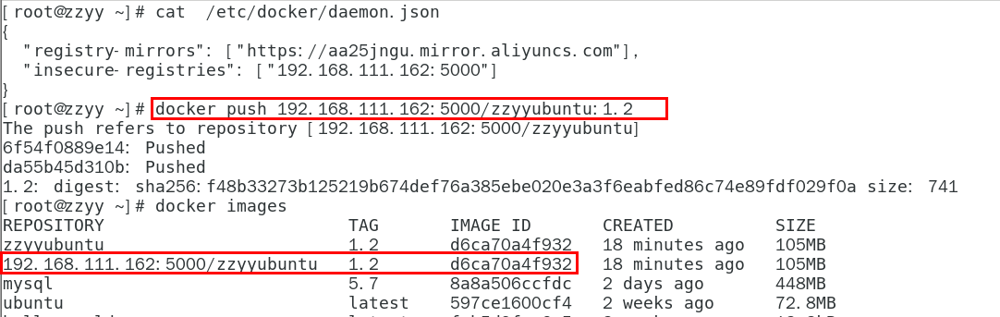 [root@zzyy ~]# cat /etc/docker/daemon.json
{
"registry-mirrors": ["https://aa25jngu.mirror.aliyuncs.com"],
"insecure-registries": ["192.168.111.162:5000"]
}
[root@zzyy ~]# docker push 192.168.111.162:5000/zzyyubuntu:1.2
The push refers to repository [192.168.111.162:5000/zzyyubuntu]
6f54f0889e14: Pushed
da55b45d310b: Pushed
1.2: digest: sha256:f48b33273b125219b674def76a385ebe020e3a3f6eabfed86c74e89fdf029f0a size: 741
[root@zzyy ~]# docker images
REPOSITORY TAG IMAGE ID CREATED SIZE
zzyyubuntu 1.2 d6ca70a4f932 18 minutes ago 105MB
192.168.111.162:5000/zzyyubuntu 1.2 d6ca70a4f932 18 minutes ago 105MB
mysql 5.7 8a8a506ccfdc 2 days ago 448MB
ubuntu latest 597ce1600cf4 2 weeks ago 72.8MB